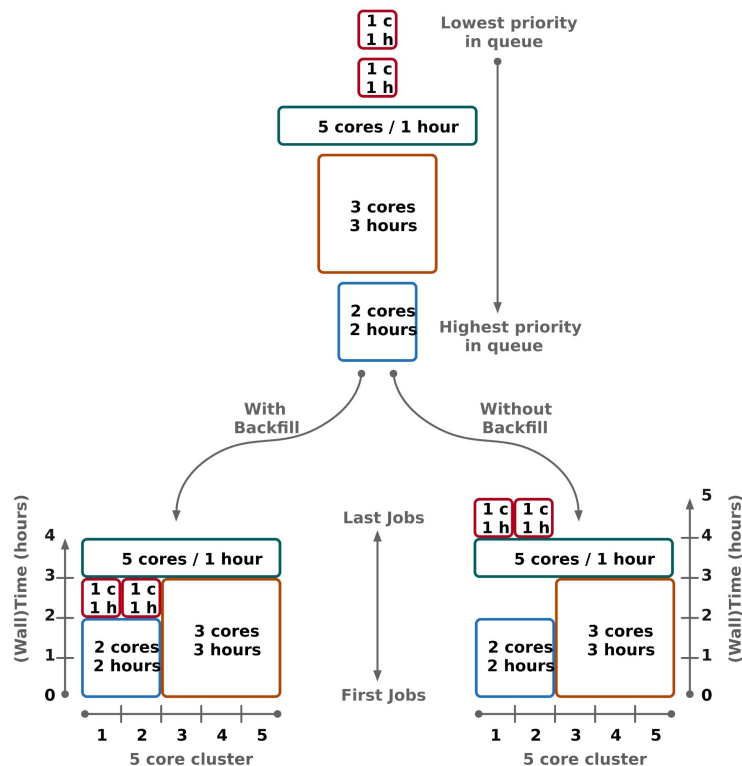 1 c
1 h
Lowest priority
in queue
1 c
1 h
5 cores / 1 hour
3 cores
3 hours
2 cores
2 hours
Highest priority
in queue
With
Backfill
Without
Backfill
(Wall)Time (hours)
4
3
2
1
0
5 cores / 1 hour
1 c
1 h
1 c
1 h
3 cores
3 hours
2 cores
2 hours
1 2 3 4 5
5 core cluster
Last Jobs
First Jobs
1 c
1 h
1 c
1 h
5 cores / 1 hour
3 cores
3 hours
2 cores
2 hours
5
4
3
2
1
0
(Wall)Time (hours)
1 2 3 4 5
5 core cluster